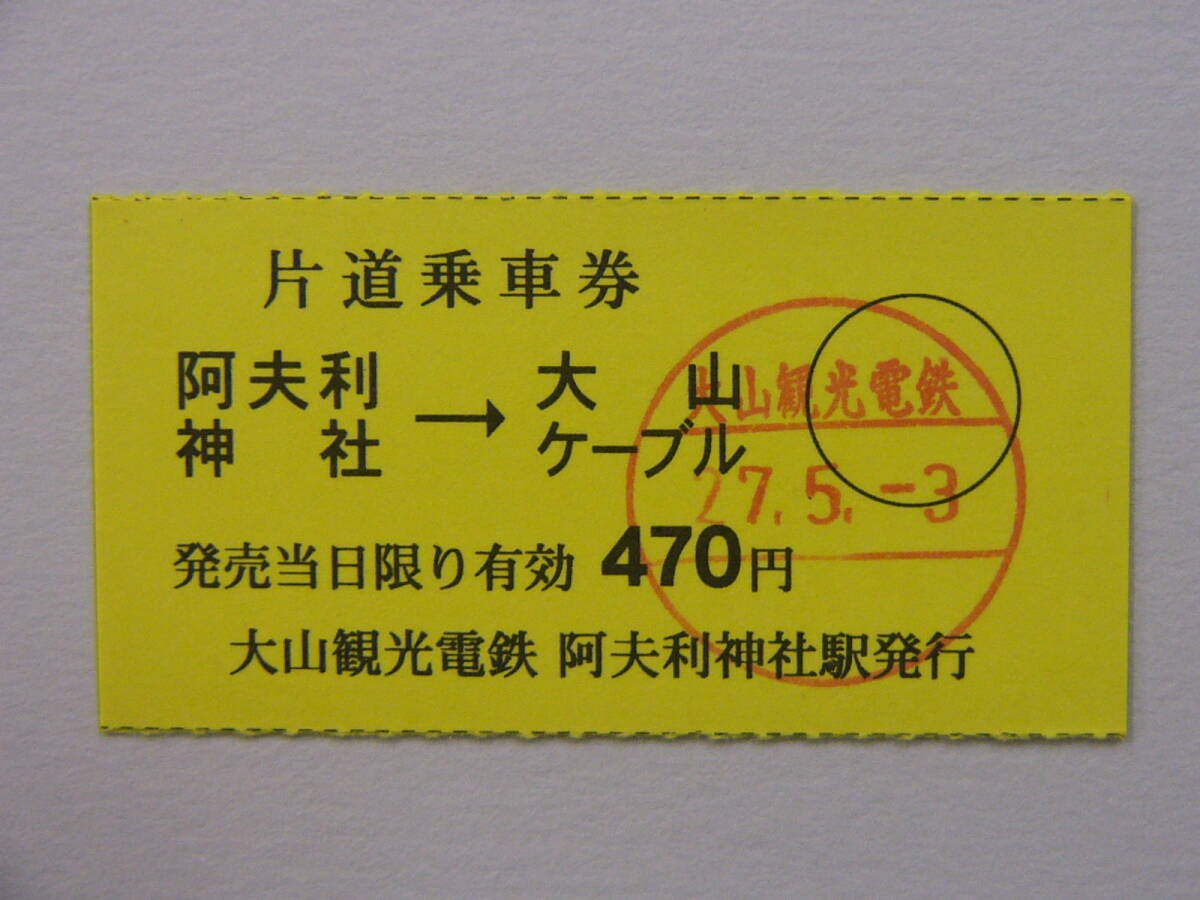 片道乗車券
阿夫利神社→大山ケーブル
大山観光電鉄
27.5.-3
発売当日限り有効 470円
大山観光電鉄 阿夫利神社駅発行